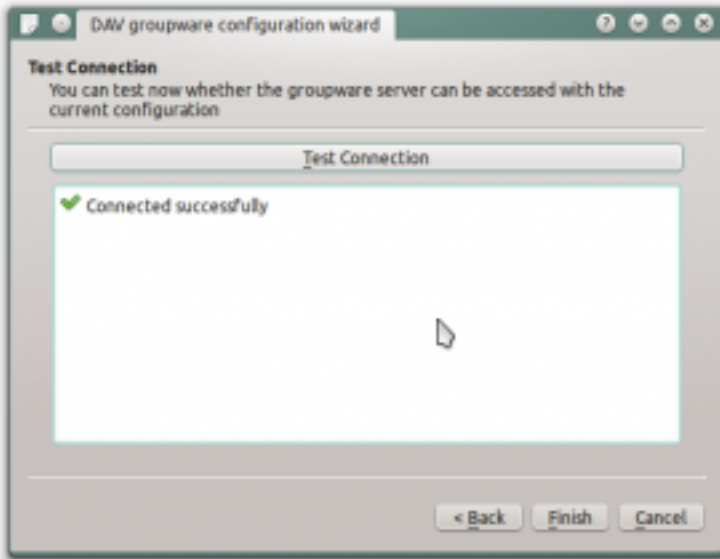 DAV groupware configuration wizard
Test Connection
You can test now whether the groupware server can be accessed with the
current configuration
Test Connection
Connected successfully
< Back Finish Cancel